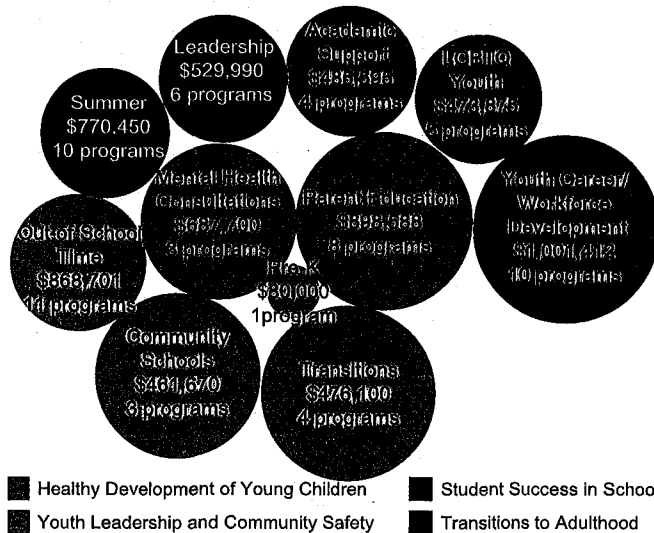 Leadership
$529,990
6 programs
Academic
Support
4 programs
LGBTQ
Youth
5 programs
Summer
$770,450
10 programs
Mental Health
Consultations
$687,700
3 programs
Parent Education
8 programs
Youth Career/
Workforce
Development
$1,001,412
10 programs
Out of School
Time
$868,701
11 programs
Pre-K
$80,000
1program
Community
Schools
$461,670
3 programs
Transitions
$476,100
4 programs
Healthy Development of Young Children
Student Success in Schoo
Youth Leadership and Community Safety
Transitions to Adulthood